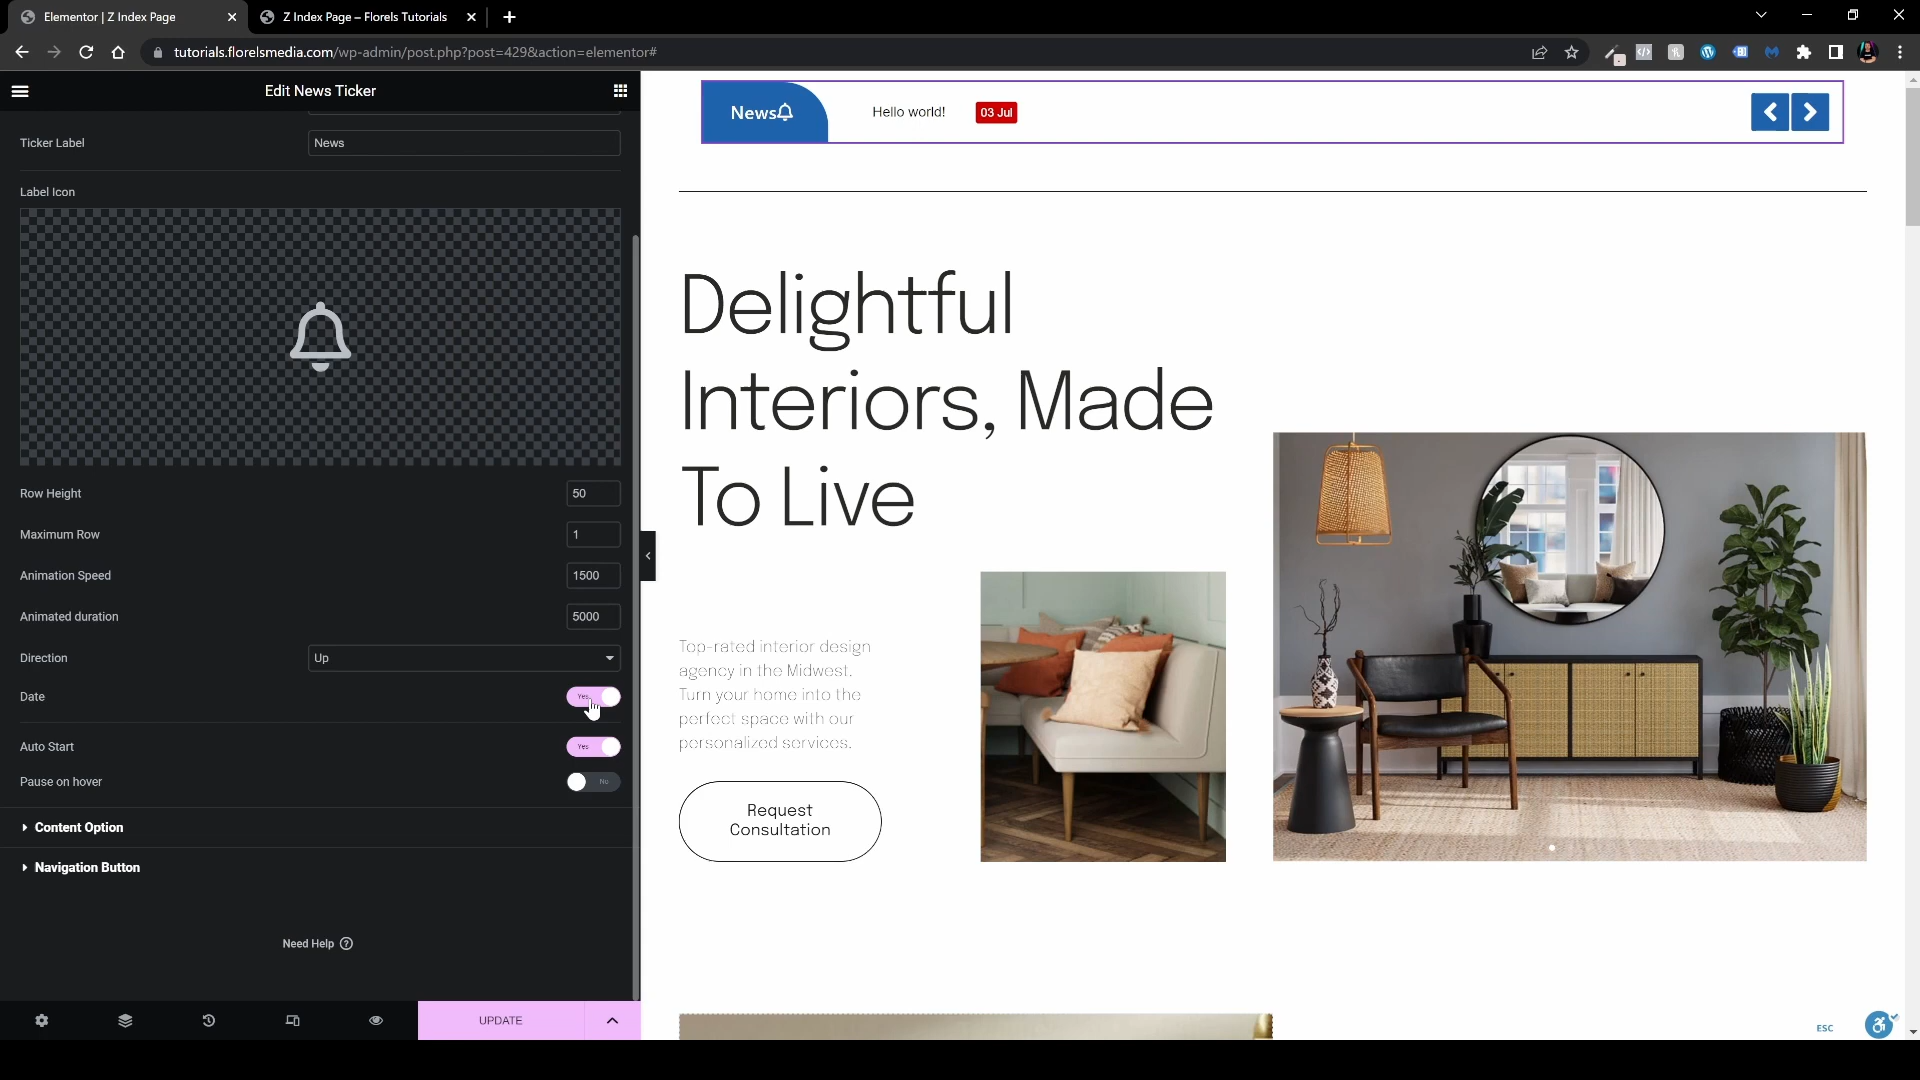 Elementor | Z Index Page
Z Index Page – Florels Tutorials
tutorials.florelsmedia.com/wp-admin/post.php?post=429&action=elementor#
Edit News Ticker
Ticker Label
News
Label Icon
Row Height
50
Maximum Row
1
Animation Speed
1500
Animated duration
5000
Direction
Up
Date
Yes
Auto Start
Yes
Pause on hover
No
Content Option
Navigation Button
Need Help
UPDATE
News
Hello world!
03 Jul
Delightful
Interiors, Made
To Live
Top-rated interior design
agency in the Midwest.
Turn your home into the
perfect space with our
personalized services.
Request
Consultation
ESC